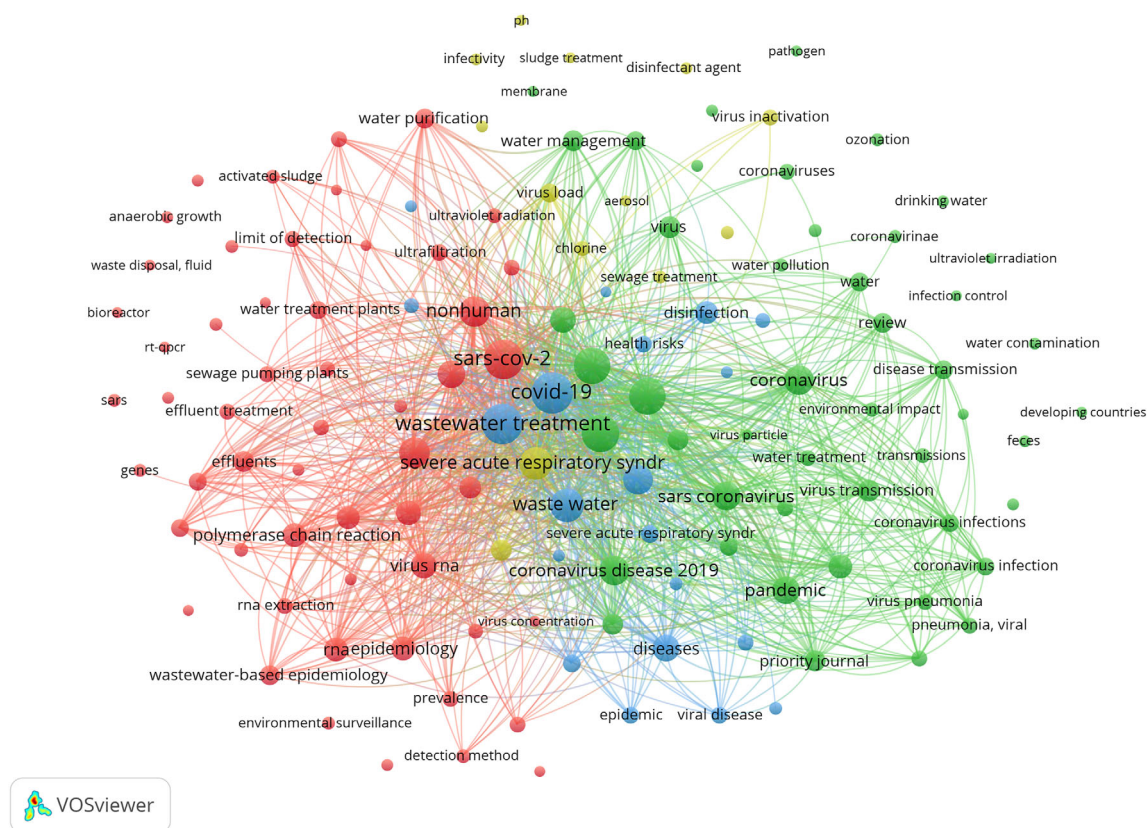 ph
infectivity
sludge treatment
disinfectant agent
pathogen
membrane
water purification
virus inactivation
water management
ozonation
activated sludge
coronaviruses
virus load
aerosol
drinking water
anaerobic growth
ultraviolet radiation
virus
limit of detection
coronavirinae
ultrafiltration
chlorine
waste disposal, fluid
water pollution
ultraviolet irradiation
sewage treatment
water
infection control
bioreactor
water treatment plants
nonhuman
disinfection
review
rt-qpcr
health risks
water contamination
sars-cov-2
sewage pumping plants
coronavirus
disease transmission
covid-19
sars
effluent treatment
environmental impact
developing countries
wastewater treatment
virus particle
feces
genes
effluents
severe acute respiratory syndr
water treatment
transmissions
sars coronavirus
virus transmission
waste water
coronavirus infections
polymerase chain reaction
severe acute respiratory syndr
virus rna
coronavirus disease 2019
coronavirus infection
pandemic
rna extraction
virus pneumonia
virus concentration
pneumonia, viral
rna
epidemiology
diseases
priority journal
wastewater-based epidemiology
prevalence
environmental surveillance
epidemic
viral disease
detection method
VOSviewer